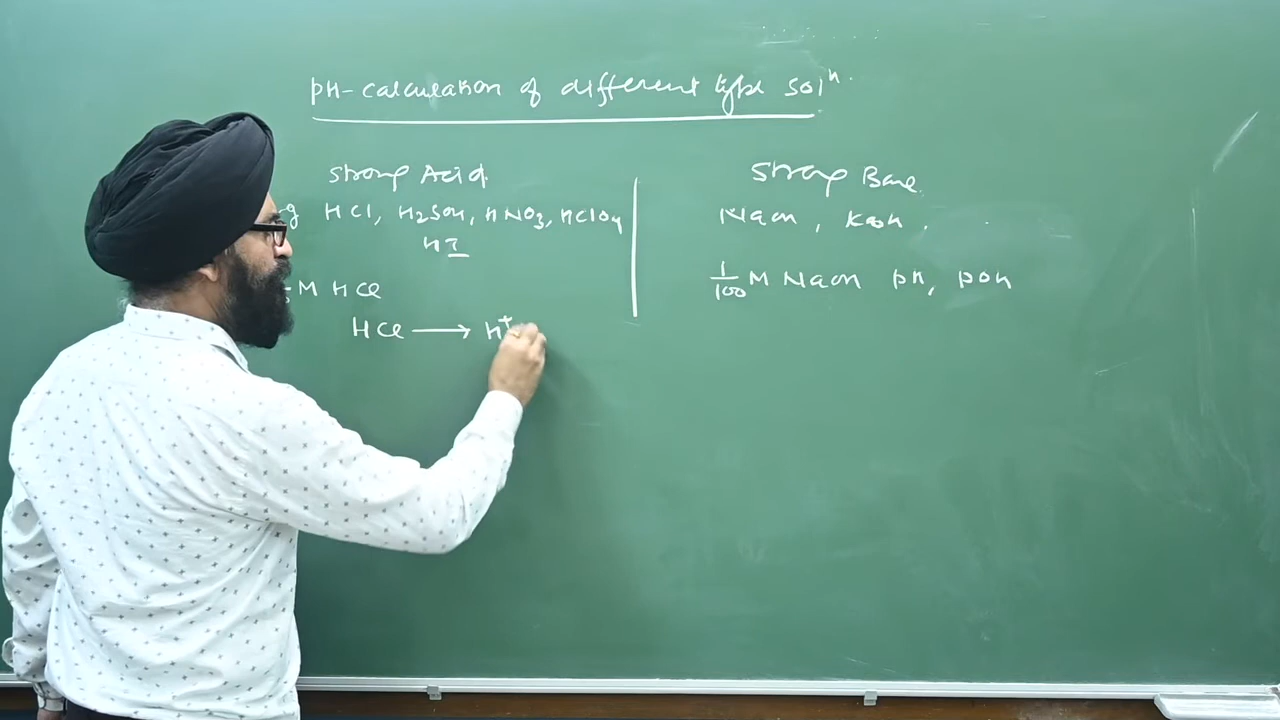 pH-calculation of different type solⁿ.
Strong Acid
g HCl, H₂SO₄, HNO₃, HClO₄
HI
M HCl
HCl ⟶ H⁺
Strong Base
NaOH, KOH,
1/100 M NaOH pH, pOH